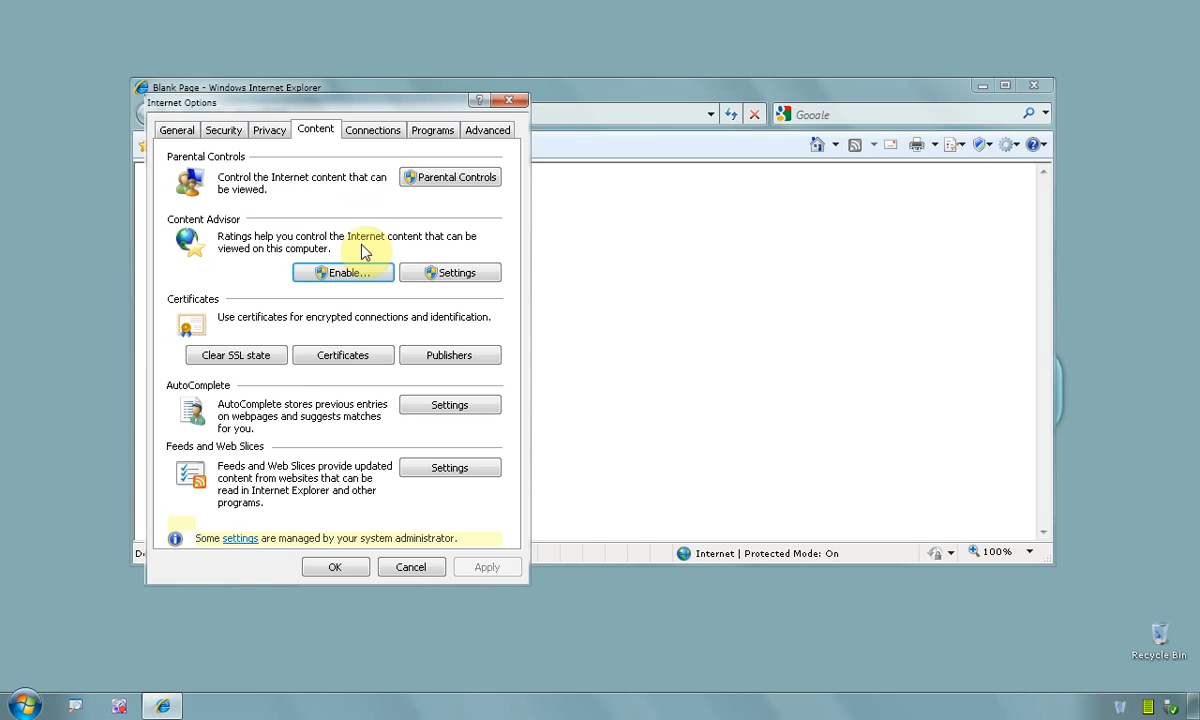 Blank Page - Windows Internet Explorer
Internet Options
Google
General Security Privacy Content Connections Programs Advanced
Parental Controls
Control the Internet content that can
be viewed.
Parental Controls
Content Advisor
Ratings help you control the Internet content that can be
viewed on this computer.
Enable...
Settings
Certificates
Use certificates for encrypted connections and identification.
Clear SSL state
Certificates
Publishers
AutoComplete
AutoComplete stores previous entries
on webpages and suggests matches
for you.
Settings
Feeds and Web Slices
Feeds and Web Slices provide updated
content from websites that can be
read in Internet Explorer and other
programs.
Settings
Some settings are managed by your system administrator.
OK
Cancel
Apply
Internet | Protected Mode: On
100%
Recycle Bin